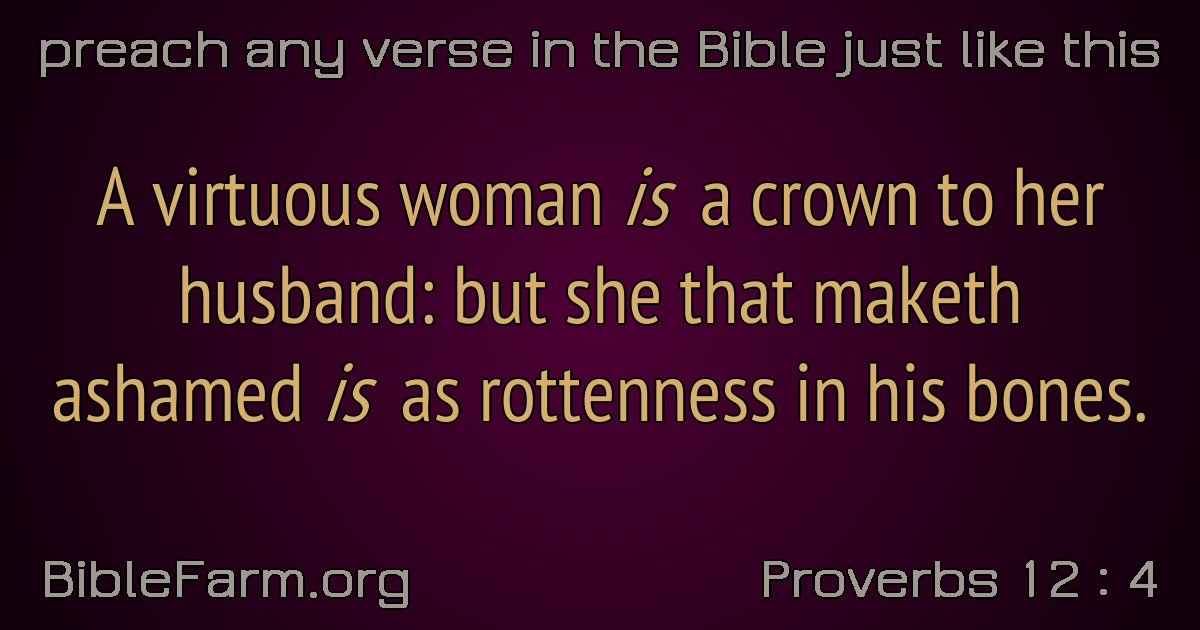 preach any verse in the Bible just like this
A virtuous woman is a crown to her
husband: but she that maketh
ashamed is as rottenness in his bones.
BibleFarm.org
Proverbs 12 : 4